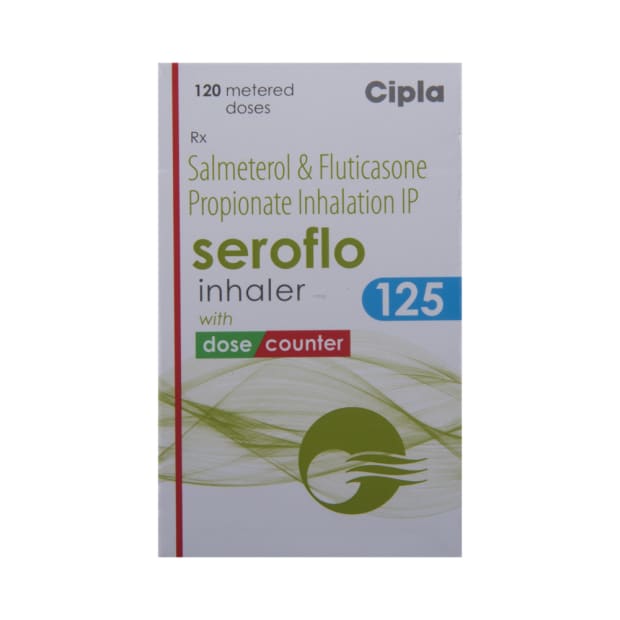 120 metered
doses
Cipla
Rx
Salmeterol & Fluticasone
Propionate Inhalation IP
seroflo
inhaler
125
with
dose counter